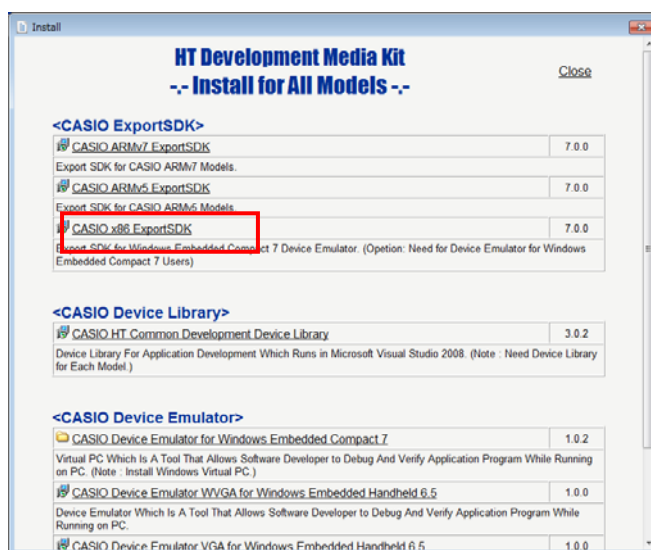 Install
HT Development Media Kit
-.- Install for All Models -.-
Close
<CASIO ExportSDK>
CASIO ARMv7 ExportSDK 7.0.0
Export SDK for CASIO ARMv7 Models.
CASIO ARMv5 ExportSDK 7.0.0
Export SDK for CASIO ARMv5 Models.
CASIO x86 ExportSDK 7.0.0
Export SDK for Windows Embedded Compact 7 Device Emulator. (Opetion: Need for Device Emulator for Windows
Embedded Compact 7 Users)
<CASIO Device Library>
CASIO HT Common Development Device Library 3.0.2
Device Library For Application Development Which Runs in Microsoft Visual Studio 2008. (Note : Need Device Library
for Each Model.)
<CASIO Device Emulator>
CASIO Device Emulator for Windows Embedded Compact 7 1.0.2
Virtual PC Which Is A Tool That Allows Software Developer to Debug And Verify Application Program While Running
on PC. (Note : Install Windows Virtual PC.)
CASIO Device Emulator WVGA for Windows Embedded Handheld 6.5 1.0.0
Device Emulator Which Is A Tool That Allows Software Developer to Debug And Verify Application Program While
Running on PC.
CASIO Device Emulator VGA for Windows Embedded Handheld 6.5 1.0.0